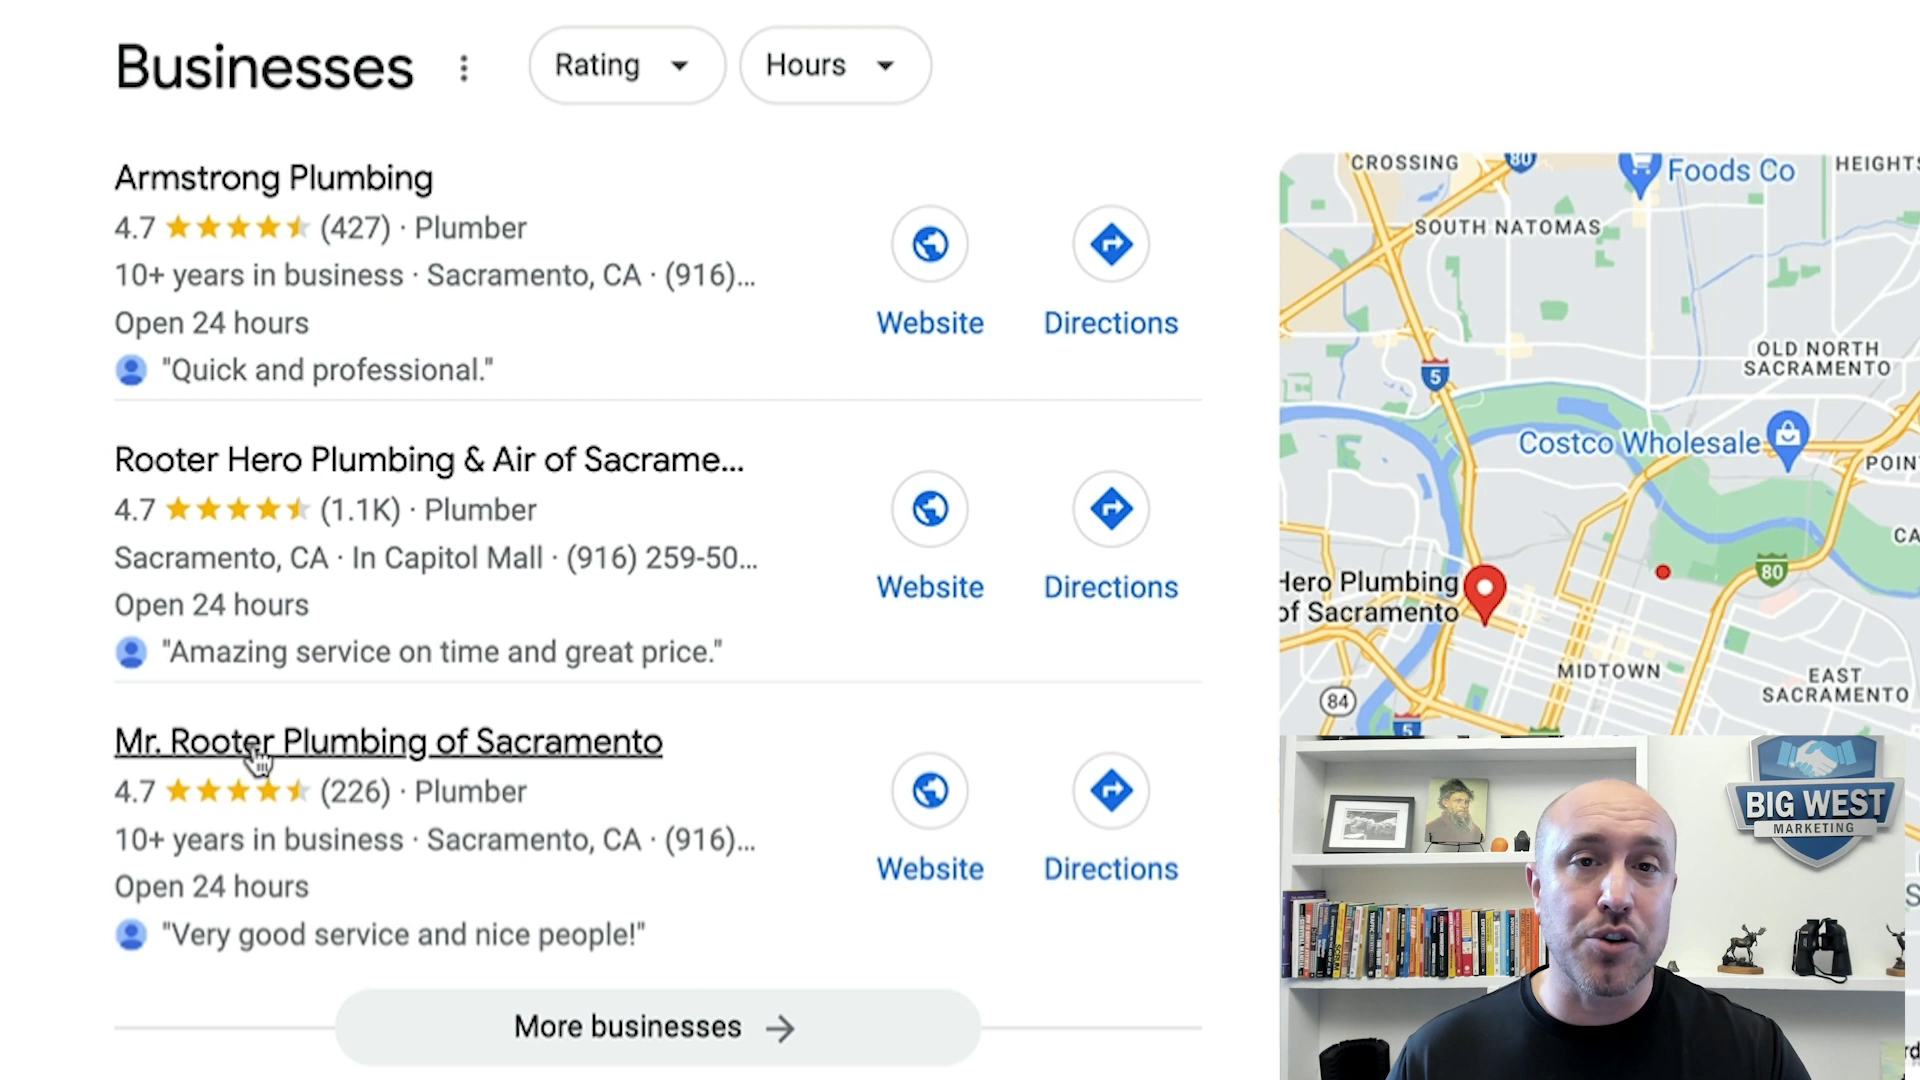 Businesses
Rating
Hours
Armstrong Plumbing
4.7 (427) · Plumber
10+ years in business · Sacramento, CA · (916)...
Open 24 hours
"Quick and professional."
Website
Directions
Rooter Hero Plumbing & Air of Sacrame...
4.7 (1.1K) · Plumber
Sacramento, CA · In Capitol Mall · (916) 259-50...
Open 24 hours
"Amazing service on time and great price."
Website
Directions
Mr. Rooter Plumbing of Sacramento
4.7 (226) · Plumber
10+ years in business · Sacramento, CA · (916)...
Open 24 hours
"Very good service and nice people!"
Website
Directions
More businesses
CROSSING
80
Foods Co
HEIGHTS
SOUTH NATOMAS
OLD NORTH
SACRAMENTO
5
Costco Wholesale
POIN
CA
80
Hero Plumbing
of Sacramento
MIDTOWN
EAST
SACRAMENTO
84
5
BIG WEST
MARKETING